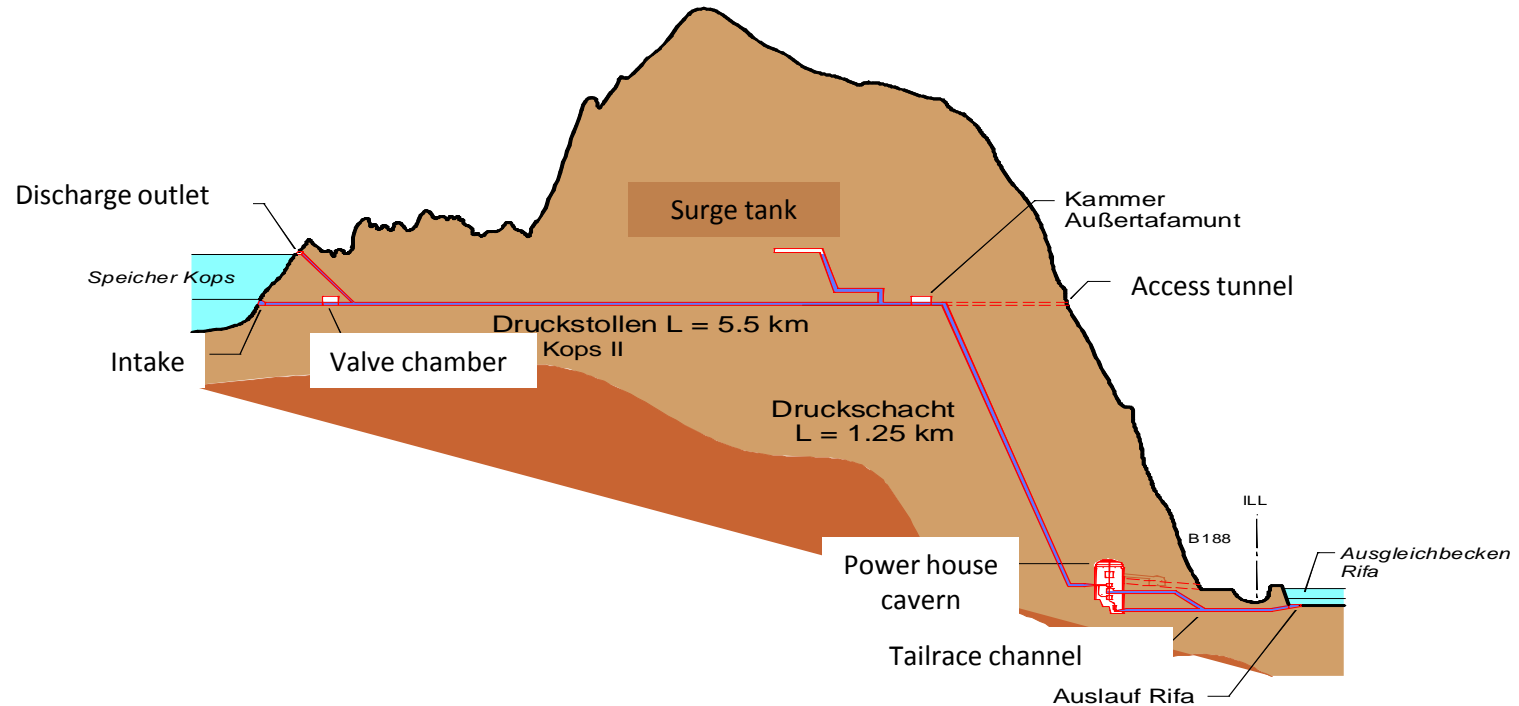 Surge tank
Discharge outlet
Kammer
Außertafamunt
Speicher Kops
Access tunnel
Druckstollen L = 5.5 km
Kops II
Intake
Valve chamber
Druckschacht
L = 1.25 km
ILL
B188
Ausgleichbecken
Rifa
Power house
cavern
Tailrace channel
Auslauf Rifa